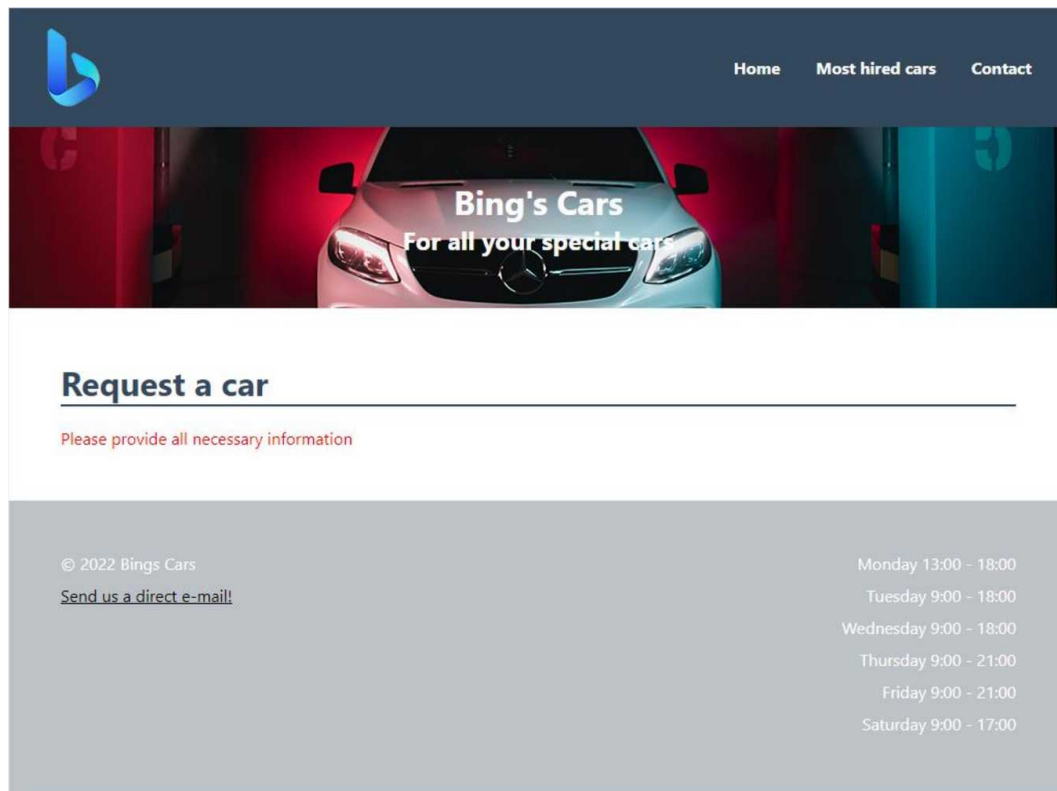 Home Most hired cars Contact
Bing's Cars
For all your special cars
Request a car
Please provide all necessary information
© 2022 Bings Cars
Send us a direct e-mail!
Monday 13:00 - 18:00
Tuesday 9:00 - 18:00
Wednesday 9:00 - 18:00
Thursday 9:00 - 21:00
Friday 9:00 - 21:00
Saturday 9:00 - 17:00